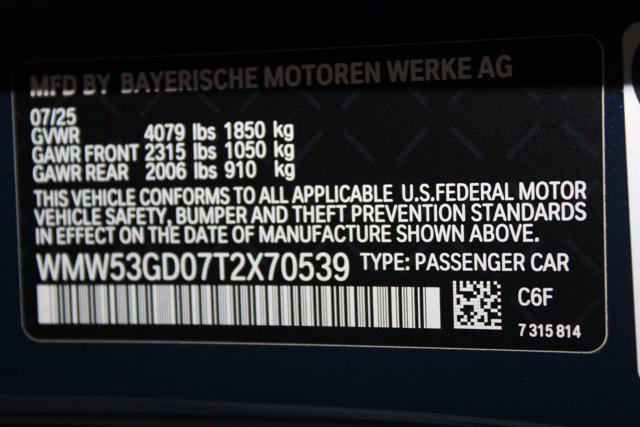 MFD BY BAYERISCHE MOTOREN WERKE AG
07/25
GVWR 4079 lbs 1850 kg
GAWR FRONT 2315 lbs 1050 kg
GAWR REAR 2006 lbs 910 kg
THIS VEHICLE CONFORMS TO ALL APPLICABLE U.S.FEDERAL MOTOR
VEHICLE SAFETY, BUMPER AND THEFT PREVENTION STANDARDS
IN EFFECT ON THE DATE OF MANUFACTURE SHOWN ABOVE.
WMW53GD07T2X70539 TYPE: PASSENGER CAR
C6F
7 315 814